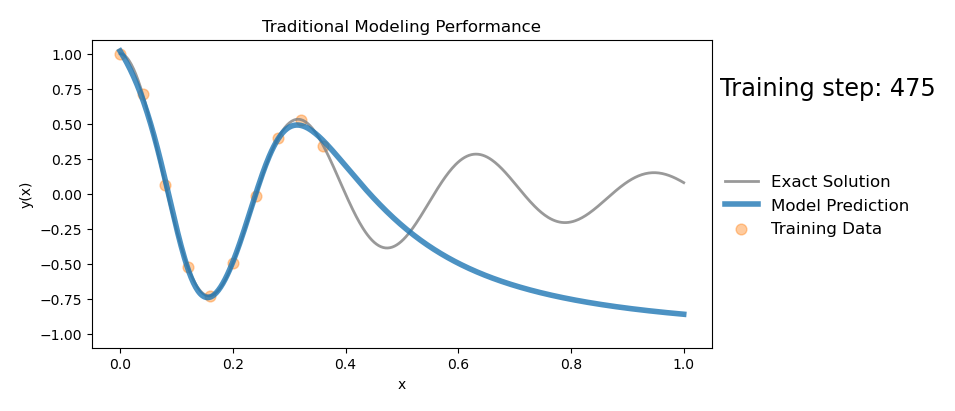 Traditional Modeling Performance
Training step: 475
1.00
0.75
0.50
0.25
0.00
−0.25
−0.50
−0.75
−1.00
y(x)
0.0 0.2 0.4 0.6 0.8 1.0
x
Exact Solution
Model Prediction
Training Data